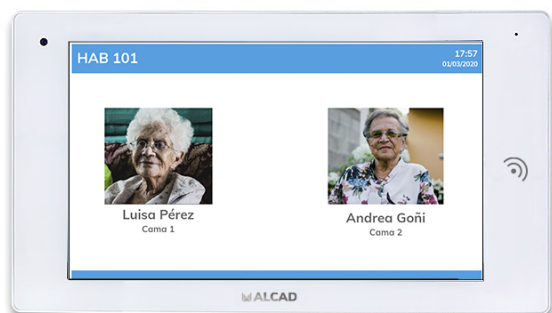 HAB 101
17:57
01/03/2020
Luisa Pérez
Cama 1
Andrea Goñi
Cama 2
ALCAD